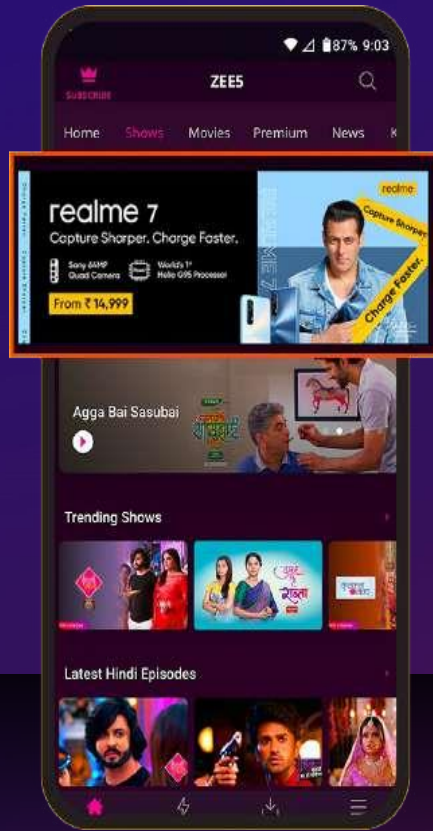 87% 9:03
SUBSCRIBE
ZEE5
Home Shows Movies Premium News K
realme 7
Capture Sharper. Charge Faster.
Sony 64MP
Quad Camera
World's 1st
Helio G95 Processor
From ₹ 14,999
REALME 7
realme
Capture Sharper.
Charge Faster.
Agga Bai Sasubai
Trending Shows
Latest Hindi Episodes